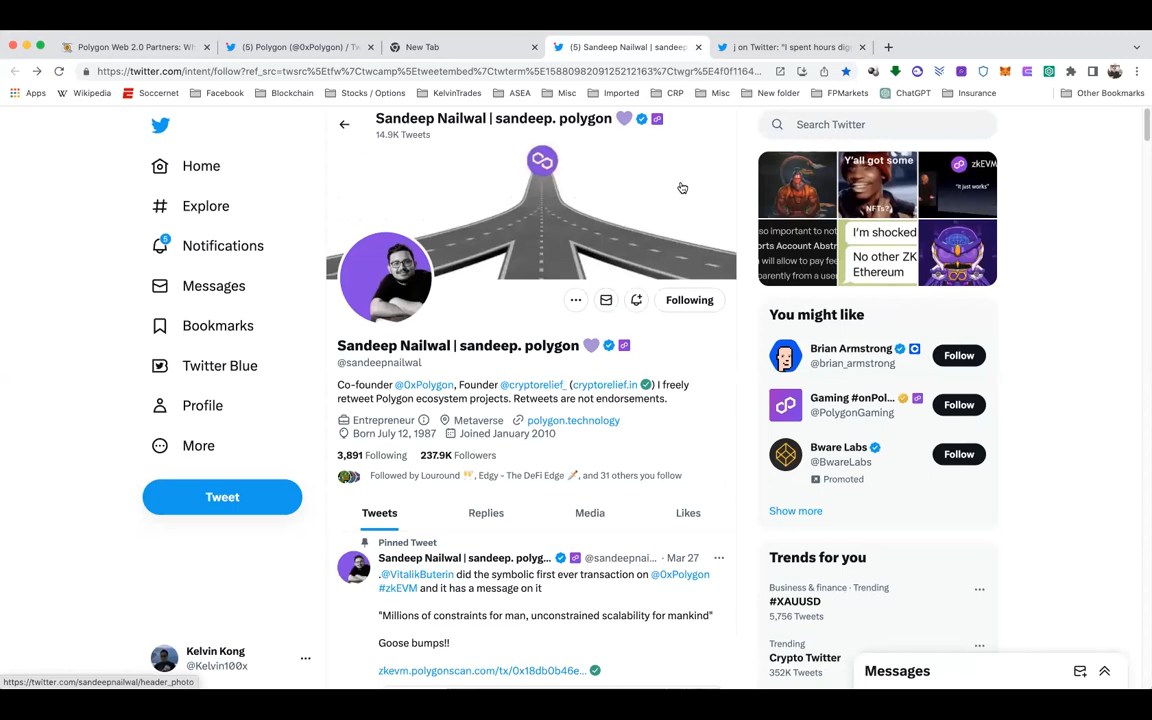 Polygon Web 2.0 Partners: Wh
(5) Polygon (@0xPolygon) / Tw
New Tab
(5) Sandeep Nailwal | sandeep
j on Twitter: "I spent hours dig
https://twitter.com/intent/follow?ref_src=twsrc%5Etfw%7Ctwcamp%5Etweetembed%7Ctwterm%5E1588098209125212163%7Ctwgr%5E4f0f1164...
Apps Wikipedia Soccernet Facebook Blockchain Stocks / Options KelvinTrades ASEA Misc Imported CRP Misc New folder FPMarkets ChatGPT Insurance Other Bookmarks
Home
Explore
5
Notifications
Messages
Bookmarks
Twitter Blue
Profile
More
Tweet
Kelvin Kong
@Kelvin100x
...
https://twitter.com/sandeepnailwal/header_photo
Sandeep Nailwal | sandeep. polygon
14.9K Tweets
Following
Sandeep Nailwal | sandeep. polygon
@sandeepnailwal
Co-founder @0xPolygon, Founder @cryptorelief_ (cryptorelief.in) I freely
retweet Polygon ecosystem projects. Retweets are not endorsements.
Entrepreneur Metaverse polygon.technology
Born July 12, 1987 Joined January 2010
3,891 Following 237.9K Followers
Followed by Louround, Edgy - The DeFi Edge, and 31 others you follow
Tweets Replies Media Likes
Pinned Tweet
Sandeep Nailwal | sandeep. polyg... @sandeepnai... · Mar 27
.@VitalikButerin did the symbolic first ever transaction on @0xPolygon
#zkEVM and it has a message on it
"Millions of constraints for man, unconstrained scalability for mankind"
Goose bumps!!
zkevm.polygonscan.com/tx/0x18db0b46e...
Search Twitter
Y'all got some
NFTs?
zkEVM
"It just works"
so important to not
orts Account Abstr
will allow to pay fee
parently from a user
I'm shocked
No other ZK
Ethereum
You might like
Brian Armstrong
@brian_armstrong
Follow
Gaming #onPol...
@PolygonGaming
Follow
Bware Labs
@BwareLabs
Promoted
Follow
Show more
Trends for you
Business & finance · Trending
#XAUUSD
5,756 Tweets
Trending
Crypto Twitter
352K Tweets
Messages